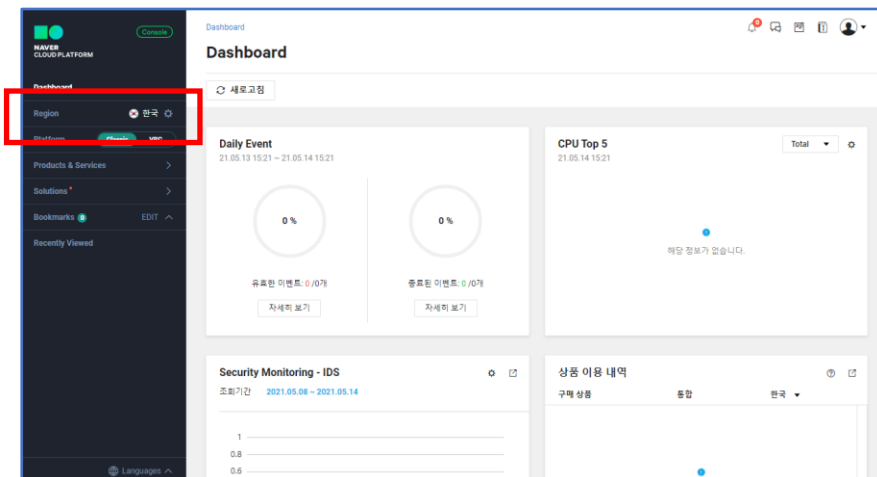 Console
NAVER
CLOUD PLATFORM
Dashboard
Region 한국
Platform Classic VPC
Products & Services
Solutions
Bookmarks 0 EDIT
Recently Viewed
Languages
Dashboard
Dashboard
새로고침
Daily Event
21.05.13 15:21 ~ 21.05.14 15:21
0 %
0 %
유효한 이벤트: 0 /0개
종료된 이벤트: 0 /0개
자세히 보기
자세히 보기
CPU Top 5
Total
21.05.14 15:21
해당 정보가 없습니다.
Security Monitoring - IDS
조회기간 2021.05.08 ~ 2021.05.14
1
0.8
0.6
상품 이용 내역
구매 상품 통합 한국